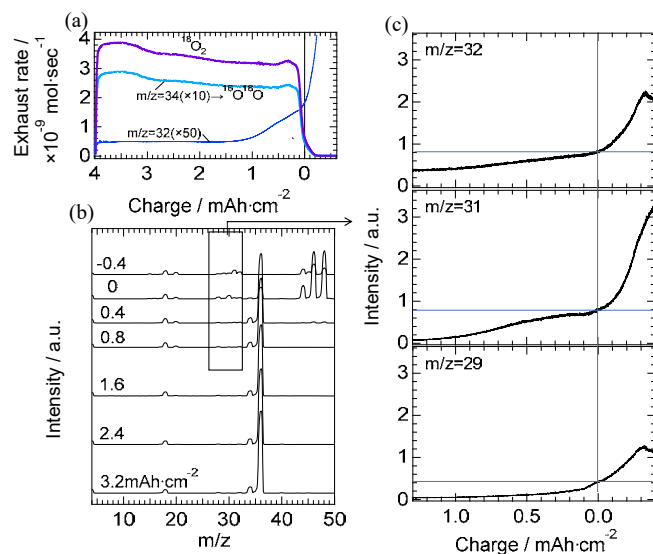 (a)
Exhaust rate /
×10⁻⁹ mol·sec⁻¹
4
3
2
1
0
¹⁸O₂
m/z=34(×10)→¹⁶O¹⁸O
m/z=32(×50)
4 3 2 1 0
Charge / mAh·cm⁻²
(b)
Intensity / a.u.
-0.4
0
0.4
0.8
1.6
2.4
3.2mAh·cm⁻²
10 20 30 40 50
m/z
(c)
Intensity / a.u.
m/z=32
3
2
1
0
m/z=31
3
2
1
0
m/z=29
3
2
1
0
1.0 0.5 0.0
Charge / mAh·cm⁻²